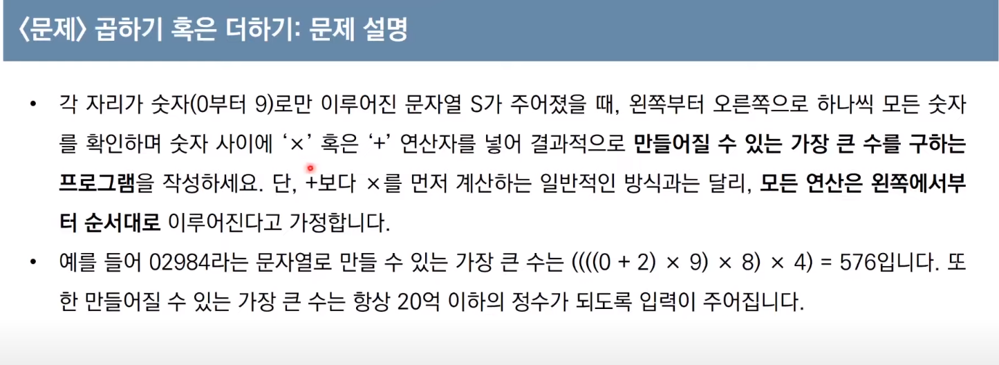 〈문제〉 곱하기 혹은 더하기: 문제 설명
• 각 자리가 숫자(0부터 9)로만 이루어진 문자열 S가 주어졌을 때, 왼쪽부터 오른쪽으로 하나씩 모든 숫자
를 확인하며 숫자 사이에 ‘×’ 혹은 ‘+’ 연산자를 넣어 결과적으로 만들어질 수 있는 가장 큰 수를 구하는
프로그램을 작성하세요. 단, +보다 ×를 먼저 계산하는 일반적인 방식과는 달리, 모든 연산은 왼쪽에서부
터 순서대로 이루어진다고 가정합니다.
• 예를 들어 02984라는 문자열로 만들 수 있는 가장 큰 수는 ((((0 + 2) × 9) × 8) × 4) = 576입니다. 또
한 만들어질 수 있는 가장 큰 수는 항상 20억 이하의 정수가 되도록 입력이 주어집니다.